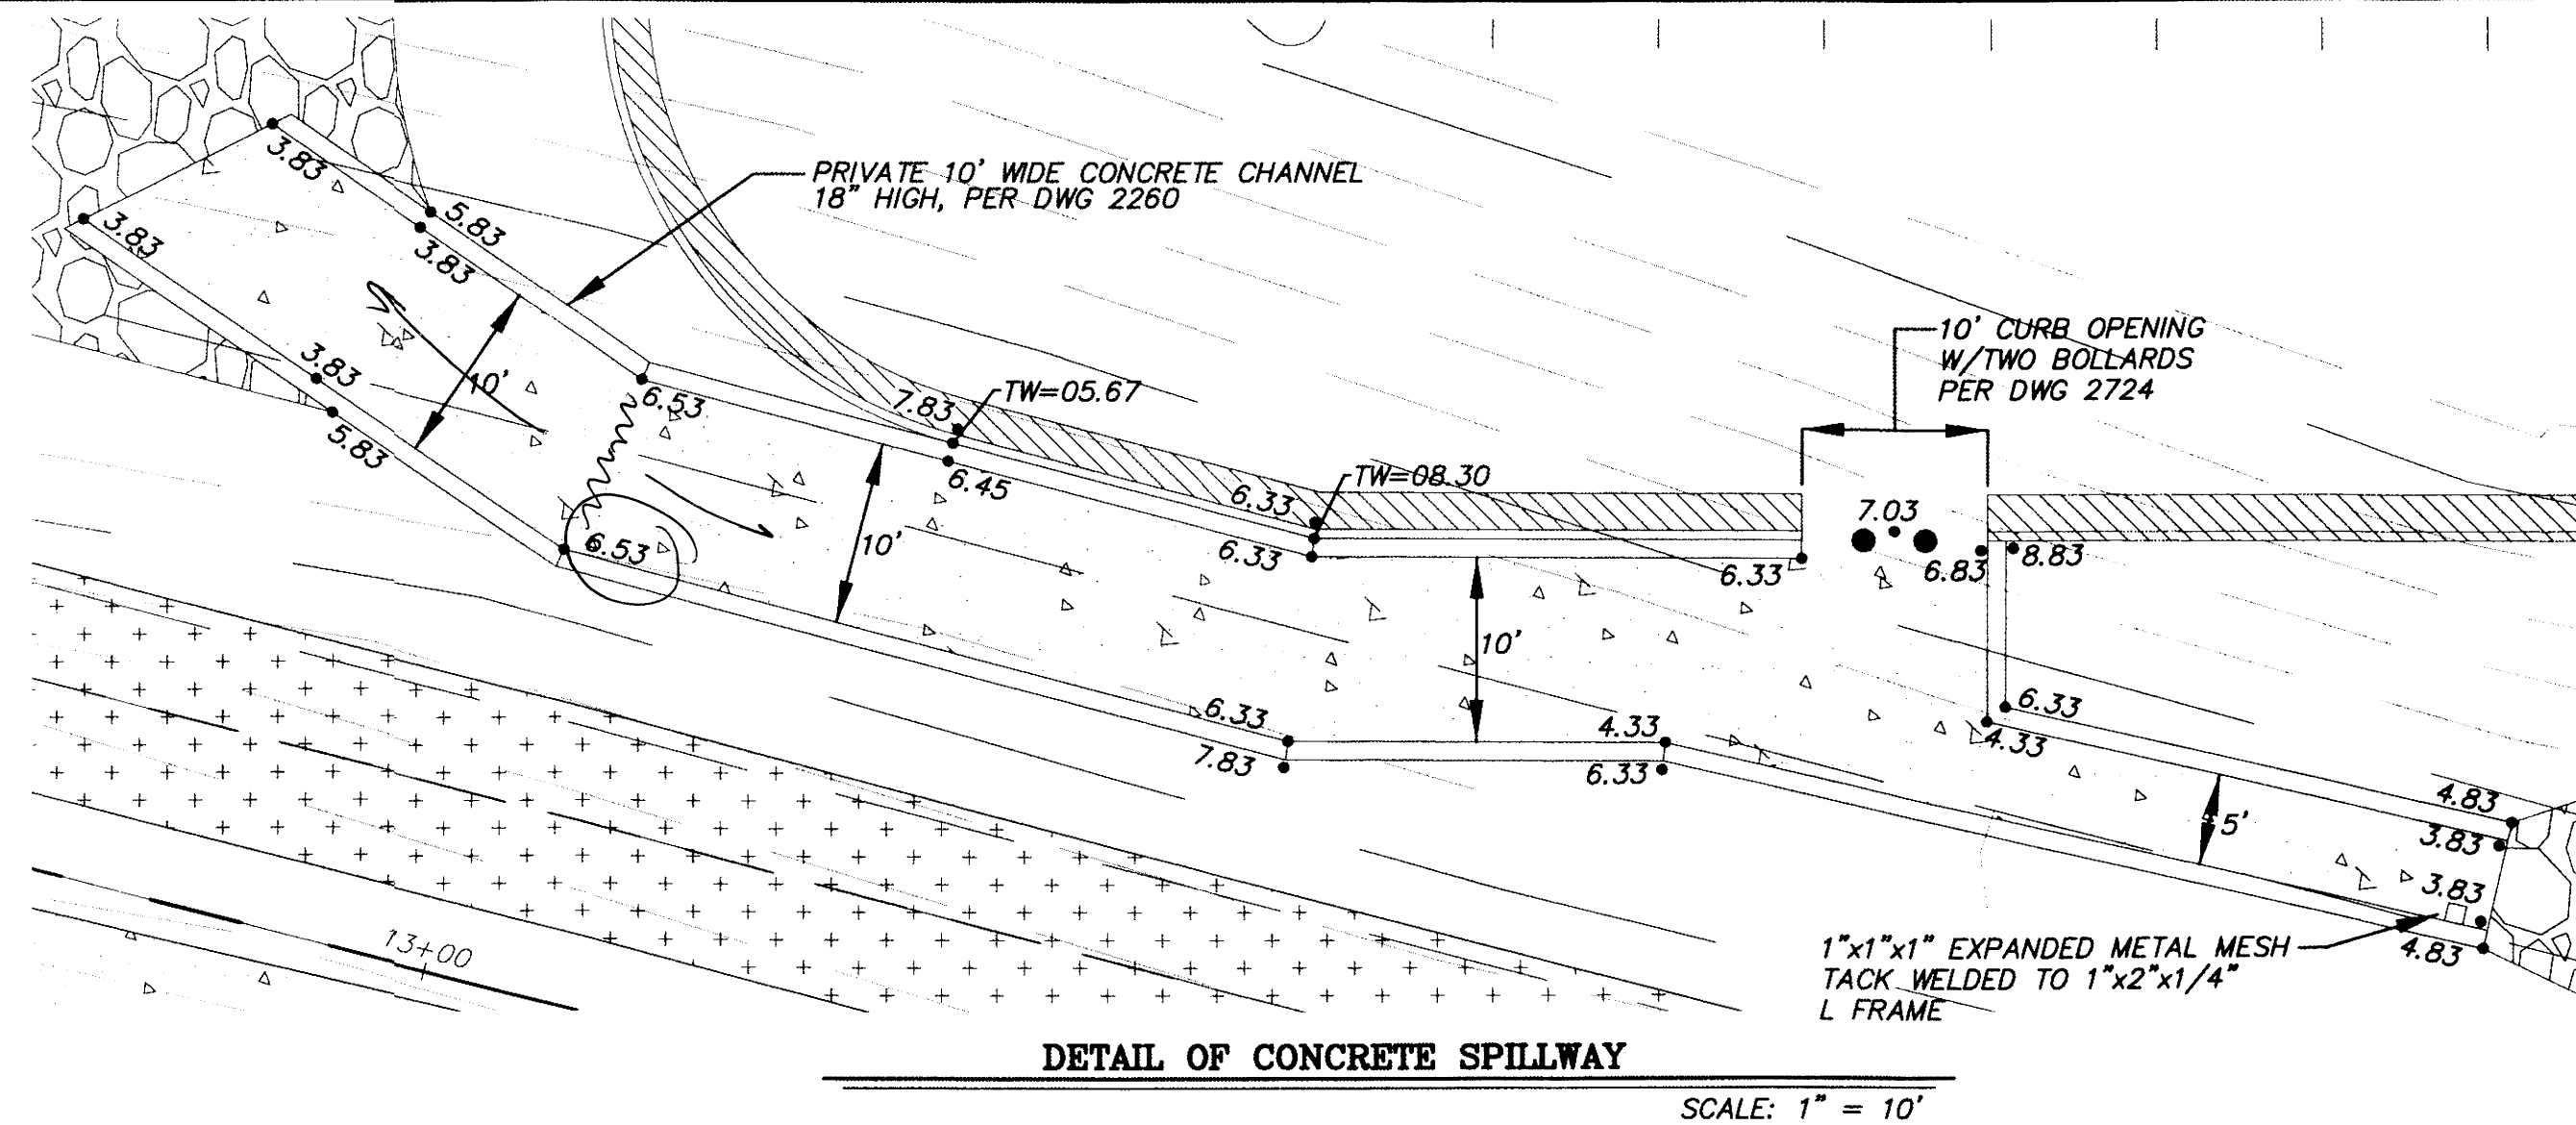 PRIVATE 10' WIDE CONCRETE CHANNEL
18" HIGH, PER DWG 2260
3.83
5.83
3.83
3.83
3.83
5.83
10'
6.53
7.83
TW=05.67
6.45
6.53
10'
6.33
TW=08.30
6.33
10' CURB OPENING
W/TWO BOLLARDS
PER DWG 2724
7.03
6.33
6.83
8.83
10'
6.33
7.83
4.33
6.33
6.33
4.33
5'
4.83
3.83
3.83
4.83
1"x1"x1" EXPANDED METAL MESH
TACK WELDED TO 1"x2"x1/4"
L FRAME
13+00
DETAIL OF CONCRETE SPILLWAY
SCALE: 1" = 10'